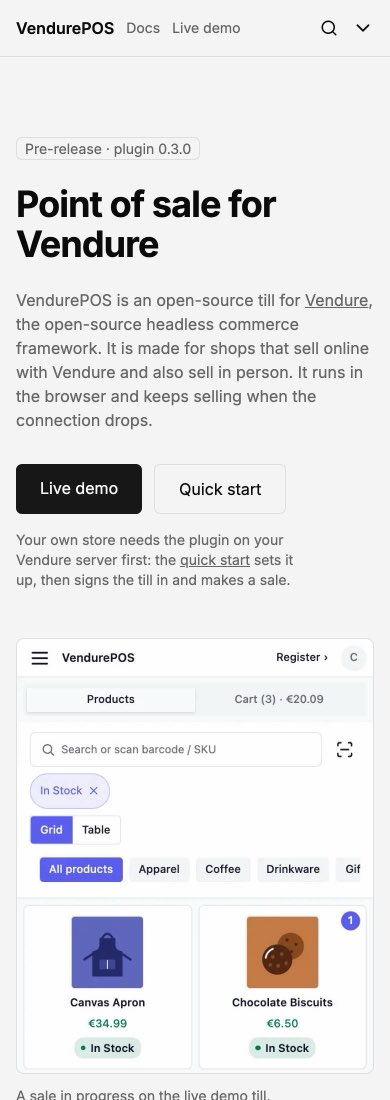 VendurePOS Docs Live demo
Pre-release · plugin 0.3.0
Point of sale for
Vendure
VendurePOS is an open-source till for Vendure,
the open-source headless commerce
framework. It is made for shops that sell online
with Vendure and also sell in person. It runs in
the browser and keeps selling when the
connection drops.
Live demo Quick start
Your own store needs the plugin on your
Vendure server first: the quick start sets it
up, then signs the till in and makes a sale.
VendurePOS Register › C
Products Cart (3) · €20.09
Search or scan barcode / SKU
In Stock ×
Grid Table
All products Apparel Coffee Drinkware Gif
1
Canvas Apron Chocolate Biscuits
€34.99 €6.50
In Stock In Stock
A sale in progress on the live demo till.